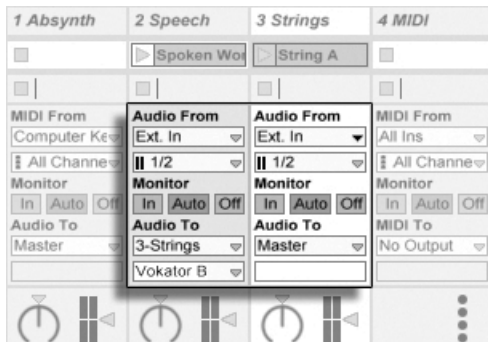 1 Absynth
2 Speech
3 Strings
4 MIDI
Spoken Wor
String A
MIDI From
Audio From
Audio From
MIDI From
Computer Ke
Ext. In
Ext. In
All Ins
All Channe
1/2
1/2
All Channe
Monitor
Monitor
Monitor
Monitor
In Auto Off
In Auto Off
In Auto Off
In Auto Off
Audio To
Audio To
Audio To
MIDI To
Master
3-Strings
Master
No Output
Vokator B